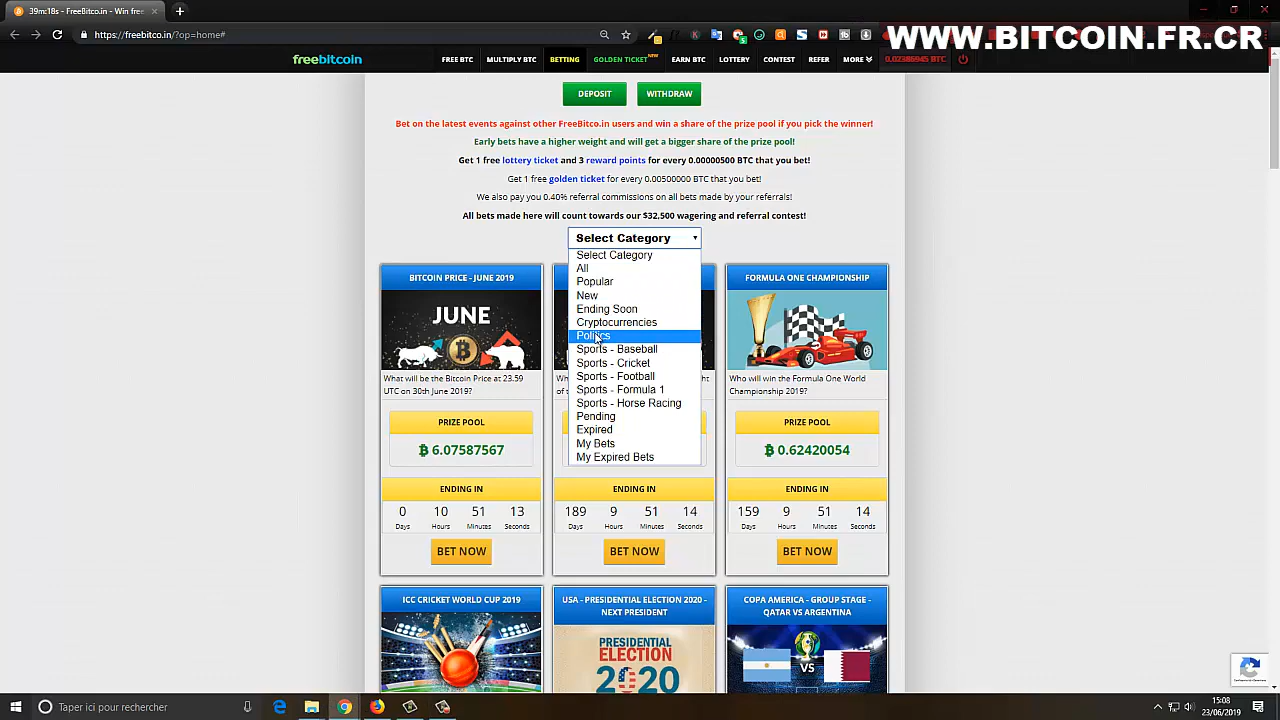 39m:18s - FreeBitco.in - Win free
https://freebitco.in/?op=home#
WWW.BITCOIN.FR.CR
freebitcoin
FREE BTC
MULTIPLY BTC
BETTING
GOLDEN TICKET NEW
EARN BTC
LOTTERY
CONTEST
REFER
MORE
0.02386945 BTC
DEPOSIT
WITHDRAW
Bet on the latest events against other FreeBitco.in users and win a share of the prize pool if you pick the winner!
Early bets have a higher weight and will get a bigger share of the prize pool!
Get 1 free lottery ticket and 3 reward points for every 0.00000500 BTC that you bet!
Get 1 free golden ticket for every 0.00500000 BTC that you bet!
We also pay you 0.40% referral commissions on all bets made by your referrals!
All bets made here will count towards our $32,500 wagering and referral contest!
Select Category
Select Category
All
Popular
New
Ending Soon
Cryptocurrencies
Politics
Sports - Baseball
Sports - Cricket
Sports - Football
Sports - Formula 1
Sports - Horse Racing
Pending
Expired
My Bets
My Expired Bets
BITCOIN PRICE - JUNE 2019
JUNE
What will be the Bitcoin Price at 23.59
UTC on 30th June 2019?
PRIZE POOL
6.07587567
ENDING IN
0 10 51 13
Days Hours Minutes Seconds
BET NOW
ENDING IN
189 9 51 14
Days Hours Minutes Seconds
BET NOW
FORMULA ONE CHAMPIONSHIP
Who will win the Formula One World
Championship 2019?
PRIZE POOL
0.62420054
ENDING IN
159 9 51 14
Days Hours Minutes Seconds
BET NOW
ICC CRICKET WORLD CUP 2019
USA - PRESIDENTIAL ELECTION 2020 -
NEXT PRESIDENT
PRESIDENTIAL
ELECTION
2020
COPA AMERICA - GROUP STAGE -
QATAR VS ARGENTINA
VS
Taper ici pour rechercher
15:08
23/06/2019